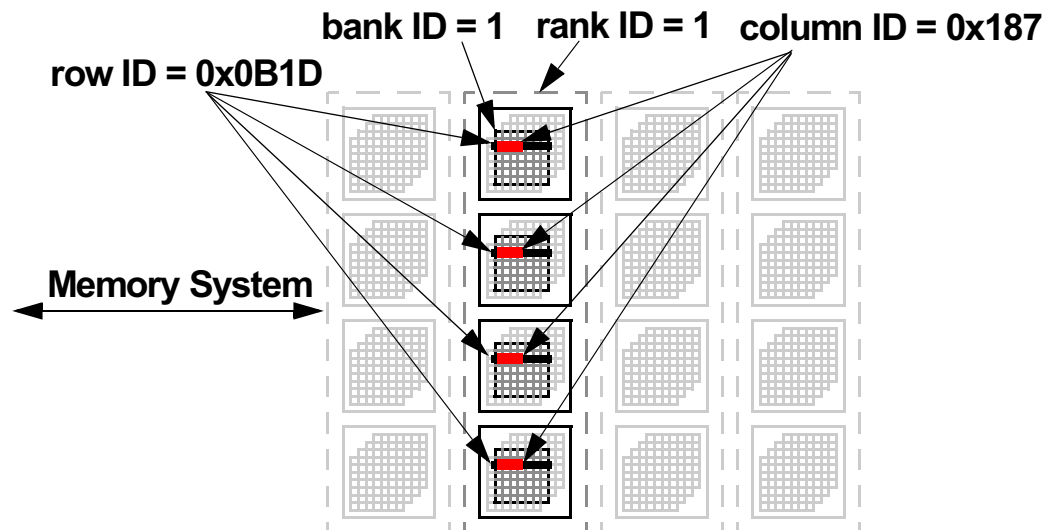 bank ID = 1 rank ID = 1 column ID = 0x187
row ID = 0x0B1D
Memory System